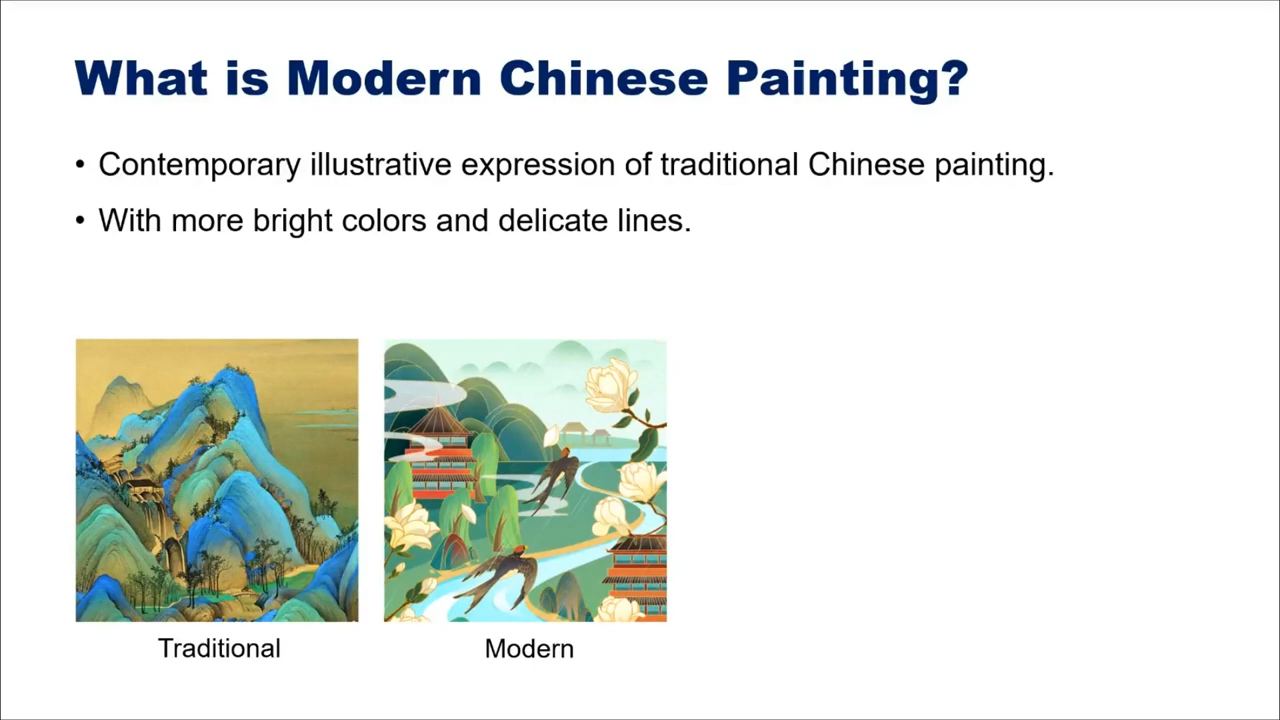 What is Modern Chinese Painting?
• Contemporary illustrative expression of traditional Chinese painting.
• With more bright colors and delicate lines.
Traditional
Modern